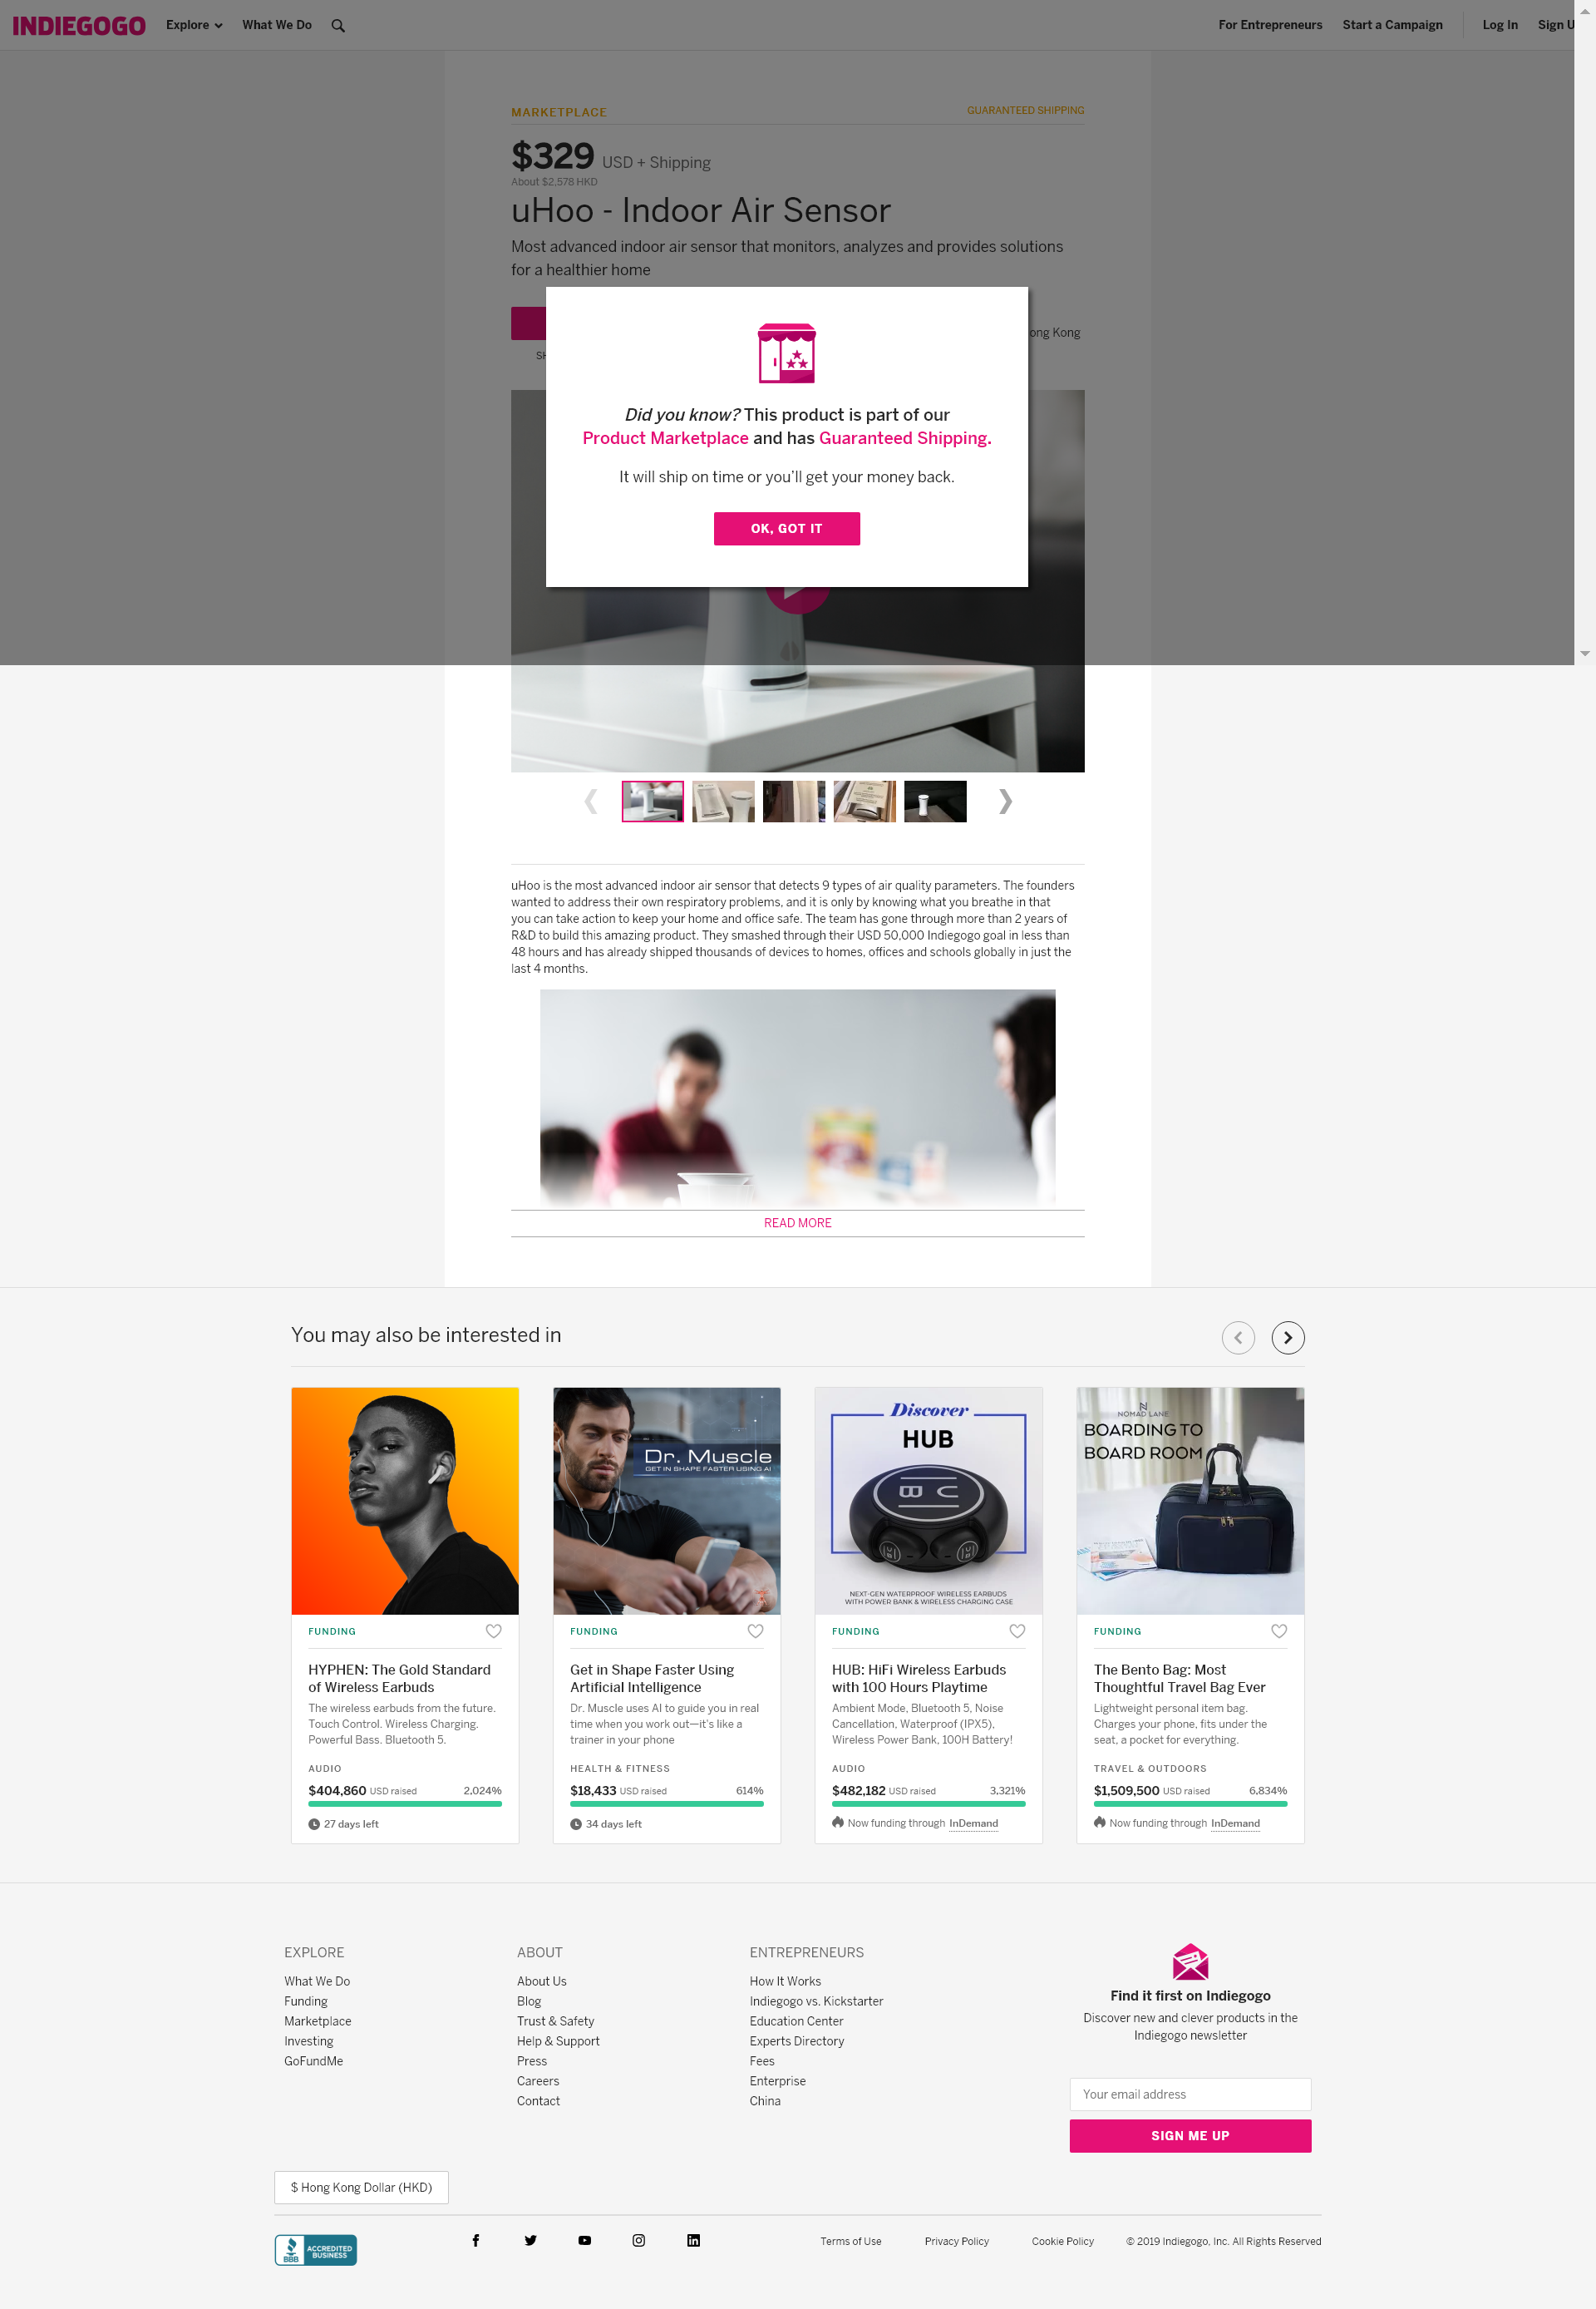 INDIEGOGO
Explore
What We Do
For Entrepreneurs
Start a Campaign
Log In
Sign U
MARKETPLACE
GUARANTEED SHIPPING
$329 USD + Shipping
About $2,578 HKD
uHoo - Indoor Air Sensor
Most advanced indoor air sensor that monitors, analyzes and provides solutions
for a healthier home
ong Kong
SH
Did you know? This product is part of our
Product Marketplace and has Guaranteed Shipping.
It will ship on time or you’ll get your money back.
OK, GOT IT
uHoo is the most advanced indoor air sensor that detects 9 types of air quality parameters. The founders
wanted to address their own respiratory problems, and it is only by knowing what you breathe in that
you can take action to keep your home and office safe. The team has gone through more than 2 years of
R&D to build this amazing product. They smashed through their USD 50,000 Indiegogo goal in less than
48 hours and has already shipped thousands of devices to homes, offices and schools globally in just the
last 4 months.
READ MORE
You may also be interested in
Dr. Muscle
GET IN SHAPE FASTER USING AI
Discover
HUB
NEXT-GEN WATERPROOF WIRELESS EARBUDS
WITH POWER BANK & WIRELESS CHARGING CASE
NOMAD LANE
BOARDING TO
BOARD ROOM
FUNDING
HYPHEN: The Gold Standard
of Wireless Earbuds
The wireless earbuds from the future.
Touch Control. Wireless Charging.
Powerful Bass. Bluetooth 5.
AUDIO
$404,860 USD raised
2,024%
27 days left
FUNDING
Get in Shape Faster Using
Artificial Intelligence
Dr. Muscle uses AI to guide you in real
time when you work out—it’s like a
trainer in your phone
HEALTH & FITNESS
$18,433 USD raised
614%
34 days left
FUNDING
HUB: HiFi Wireless Earbuds
with 100 Hours Playtime
Ambient Mode, Bluetooth 5, Noise
Cancellation, Waterproof (IPX5),
Wireless Power Bank, 100H Battery!
AUDIO
$482,182 USD raised
3,321%
Now funding through InDemand
FUNDING
The Bento Bag: Most
Thoughtful Travel Bag Ever
Lightweight personal item bag.
Charges your phone, fits under the
seat, a pocket for everything.
TRAVEL & OUTDOORS
$1,509,500 USD raised
6,834%
Now funding through InDemand
EXPLORE
What We Do
Funding
Marketplace
Investing
GoFundMe
ABOUT
About Us
Blog
Trust & Safety
Help & Support
Press
Careers
Contact
ENTREPRENEURS
How It Works
Indiegogo vs. Kickstarter
Education Center
Experts Directory
Fees
Enterprise
China
Find it first on Indiegogo
Discover new and clever products in the
Indiegogo newsletter
Your email address
SIGN ME UP
$ Hong Kong Dollar (HKD)
BBB
ACCREDITED
BUSINESS
Terms of Use
Privacy Policy
Cookie Policy
© 2019 Indiegogo, Inc. All Rights Reserved